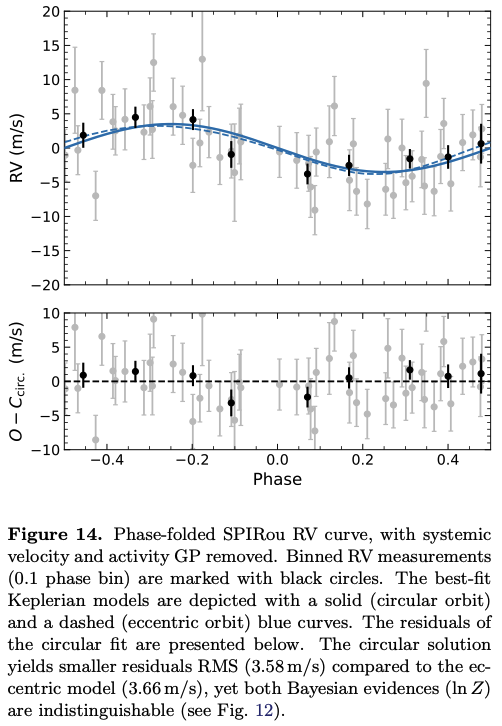 20
15
10
5
0
−5
−10
−15
−20
RV (m/s)
10
5
0
−5
−10
O − Ccirc. (m/s)
−0.4 −0.2 0.0 0.2 0.4
Phase
Figure 14. Phase-folded SPIRou RV curve, with systemic
velocity and activity GP removed. Binned RV measurements
(0.1 phase bin) are marked with black circles. The best-fit
Keplerian models are depicted with a solid (circular orbit)
and a dashed (eccentric orbit) blue curves. The residuals of
the circular fit are presented below. The circular solution
yields smaller residuals RMS (3.58 m/s) compared to the ec-
centric model (3.66 m/s), yet both Bayesian evidences (ln Z)
are indistinguishable (see Fig. 12).